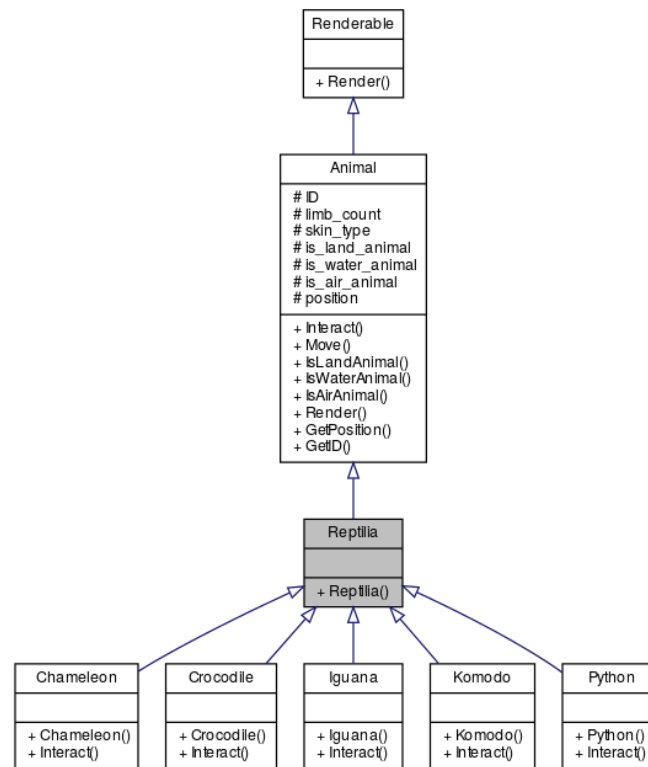 Renderable
+ Render()
Animal
# ID
# limb_count
# skin_type
# is_land_animal
# is_water_animal
# is_air_animal
# position
+ Interact()
+ Move()
+ IsLandAnimal()
+ IsWaterAnimal()
+ IsAirAnimal()
+ Render()
+ GetPosition()
+ GetID()
Reptilia
+ Reptilia()
Chameleon
+ Chameleon()
+ Interact()
Crocodile
+ Crocodile()
+ Interact()
Iguana
+ Iguana()
+ Interact()
Komodo
+ Komodo()
+ Interact()
Python
+ Python()
+ Interact()